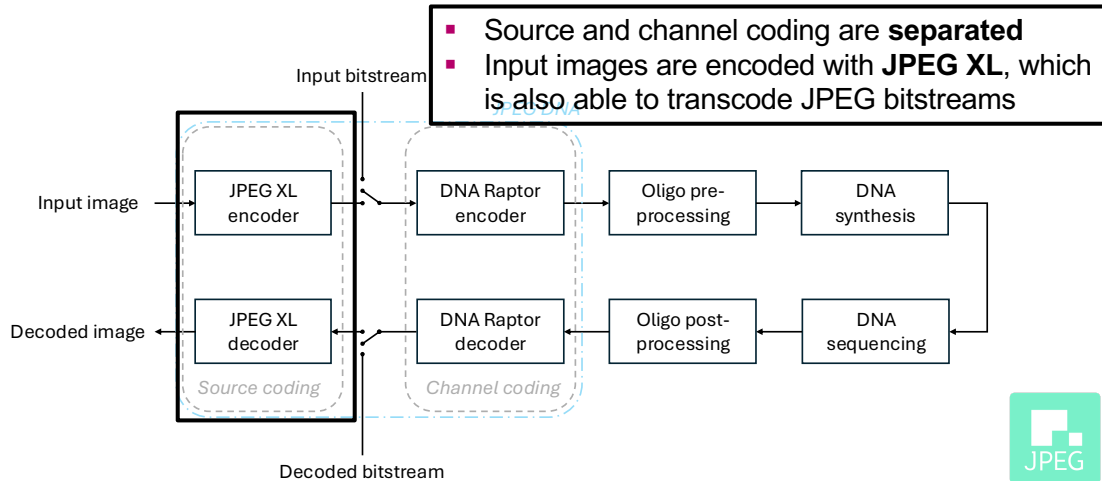 ▪ Source and channel coding are separated
▪ Input images are encoded with JPEG XL, which
is also able to transcode JPEG bitstreams
Input bitstream
JPEG DNA
Input image
JPEG XL
encoder
DNA Raptor
encoder
Oligo pre-
processing
DNA
synthesis
Decoded image
JPEG XL
decoder
DNA Raptor
decoder
Oligo post-
processing
DNA
sequencing
Source coding
Channel coding
Decoded bitstream
JPEG